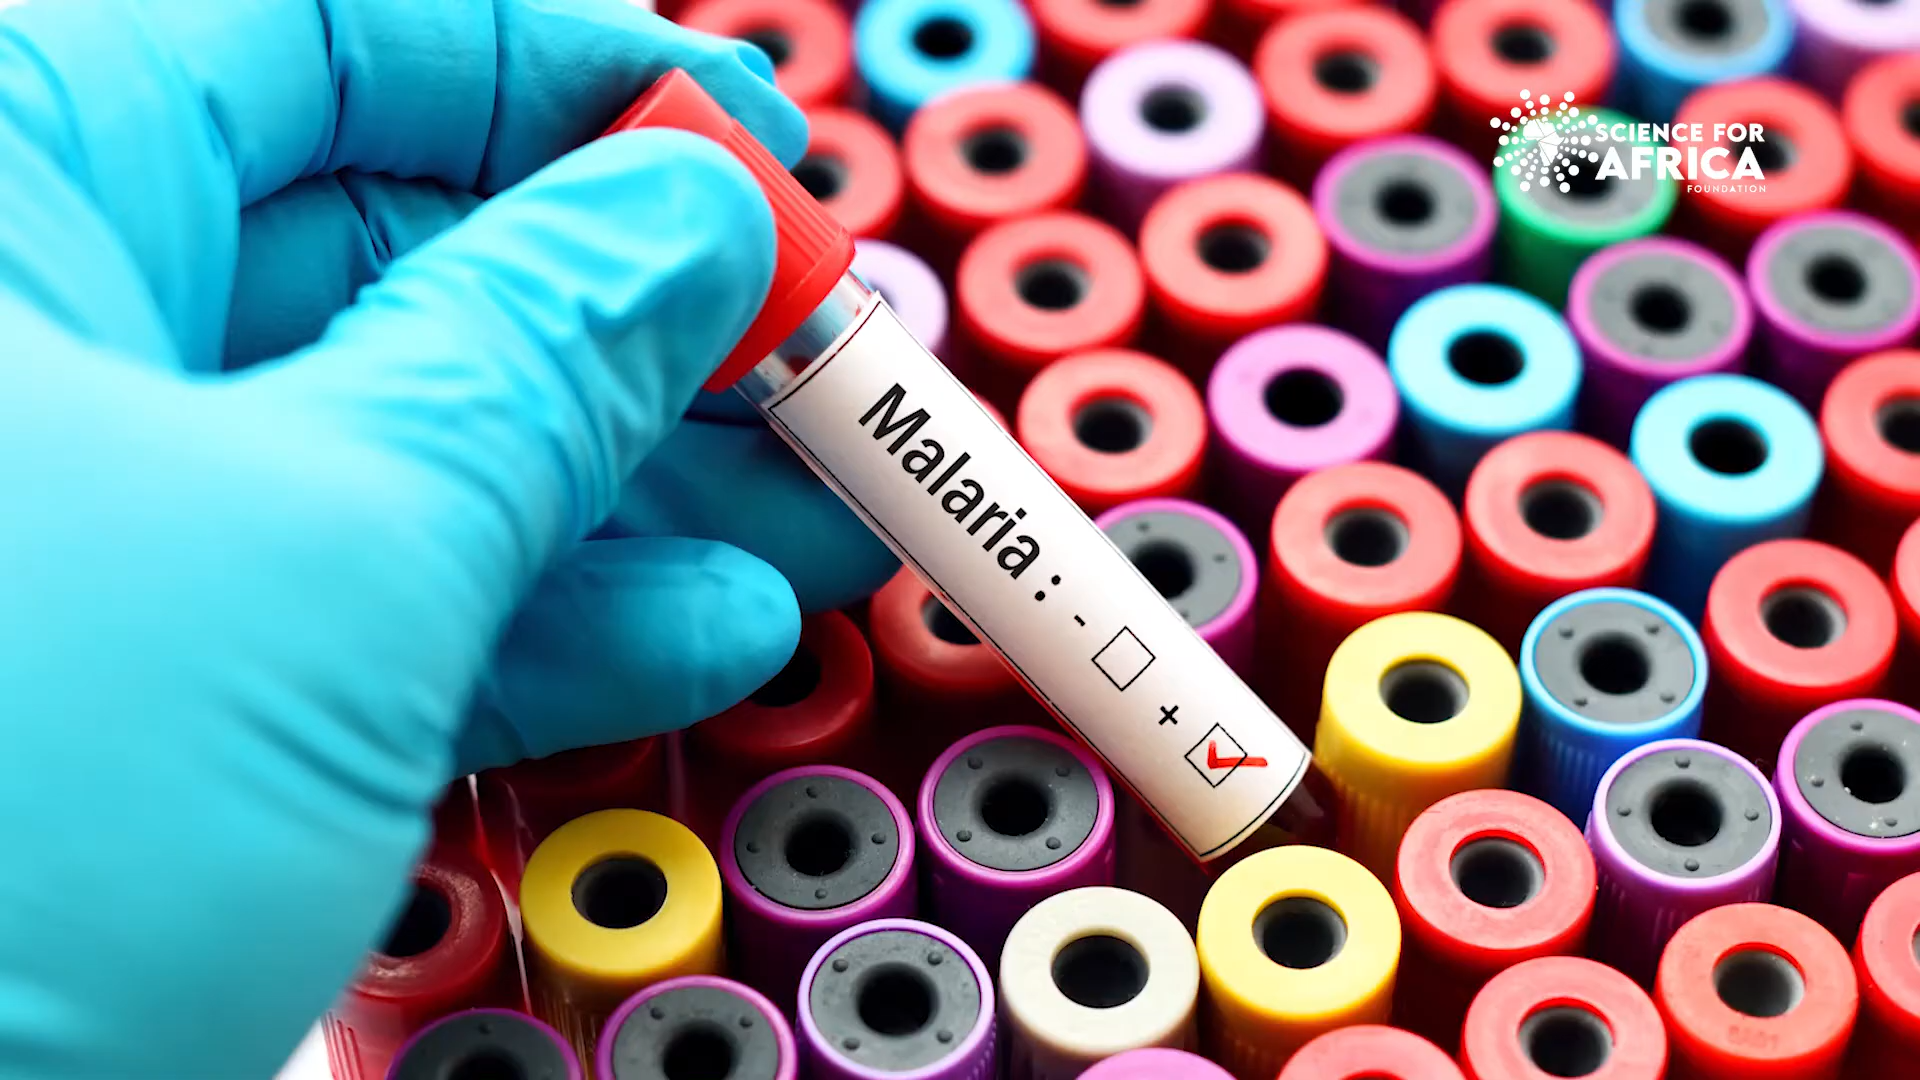 SCIENCE FOR
AFRICA
FOUNDATION
Malaria : - ☐
+ ☑